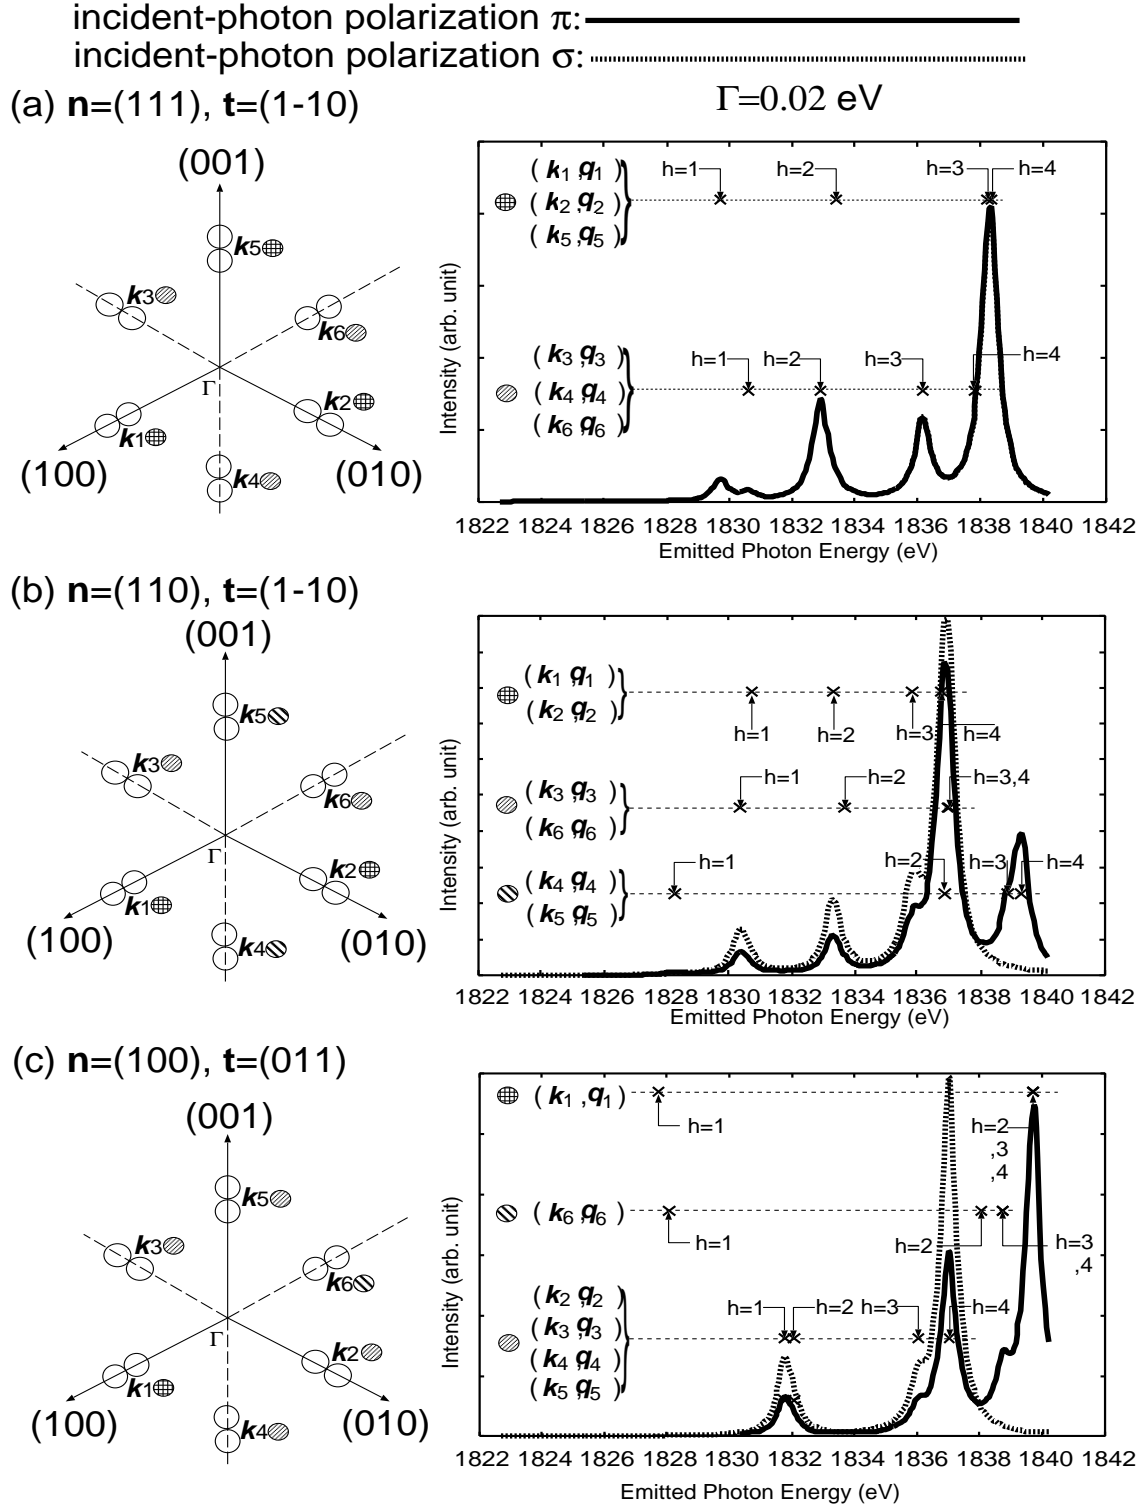 incident-photon polarization π:
incident-photon polarization σ:
(a) n=(111), t=(1-10)
Γ=0.02 eV
(001)
k5
k3
k6
Γ
k2
k1
(100)
k4
(010)
Intensity (arb. unit)
(k1,q1)
(k2,q2)
(k5,q5)
h=1
h=2
h=3
h=4
(k3,q3)
(k4,q4)
(k6,q6)
h=1
h=2
h=3
h=4
1822 1824 1826 1828 1830 1832 1834 1836 1838 1840 1842
Emitted Photon Energy (eV)
(b) n=(110), t=(1-10)
(001)
k5
k3
k6
Γ
k2
k1
(100)
k4
(010)
Intensity (arb. unit)
(k1,q1)
(k2,q2)
h=1
h=2
h=3
h=4
(k3,q3)
(k6,q6)
h=1
h=2
h=3,4
(k4,q4)
(k5,q5)
h=1
h=2
h=3
h=4
1822 1824 1826 1828 1830 1832 1834 1836 1838 1840 1842
Emitted Photon Energy (eV)
(c) n=(100), t=(011)
(001)
k5
k3
k6
Γ
k2
k1
(100)
k4
(010)
Intensity (arb. unit)
(k1,q1)
h=1
h=2
,3
,4
(k6,q6)
h=1
h=2
h=3
,4
(k2,q2)
(k3,q3)
(k4,q4)
(k5,q5)
h=1
h=2
h=3
h=4
1822 1824 1826 1828 1830 1832 1834 1836 1838 1840 1842
Emitted Photon Energy (eV)